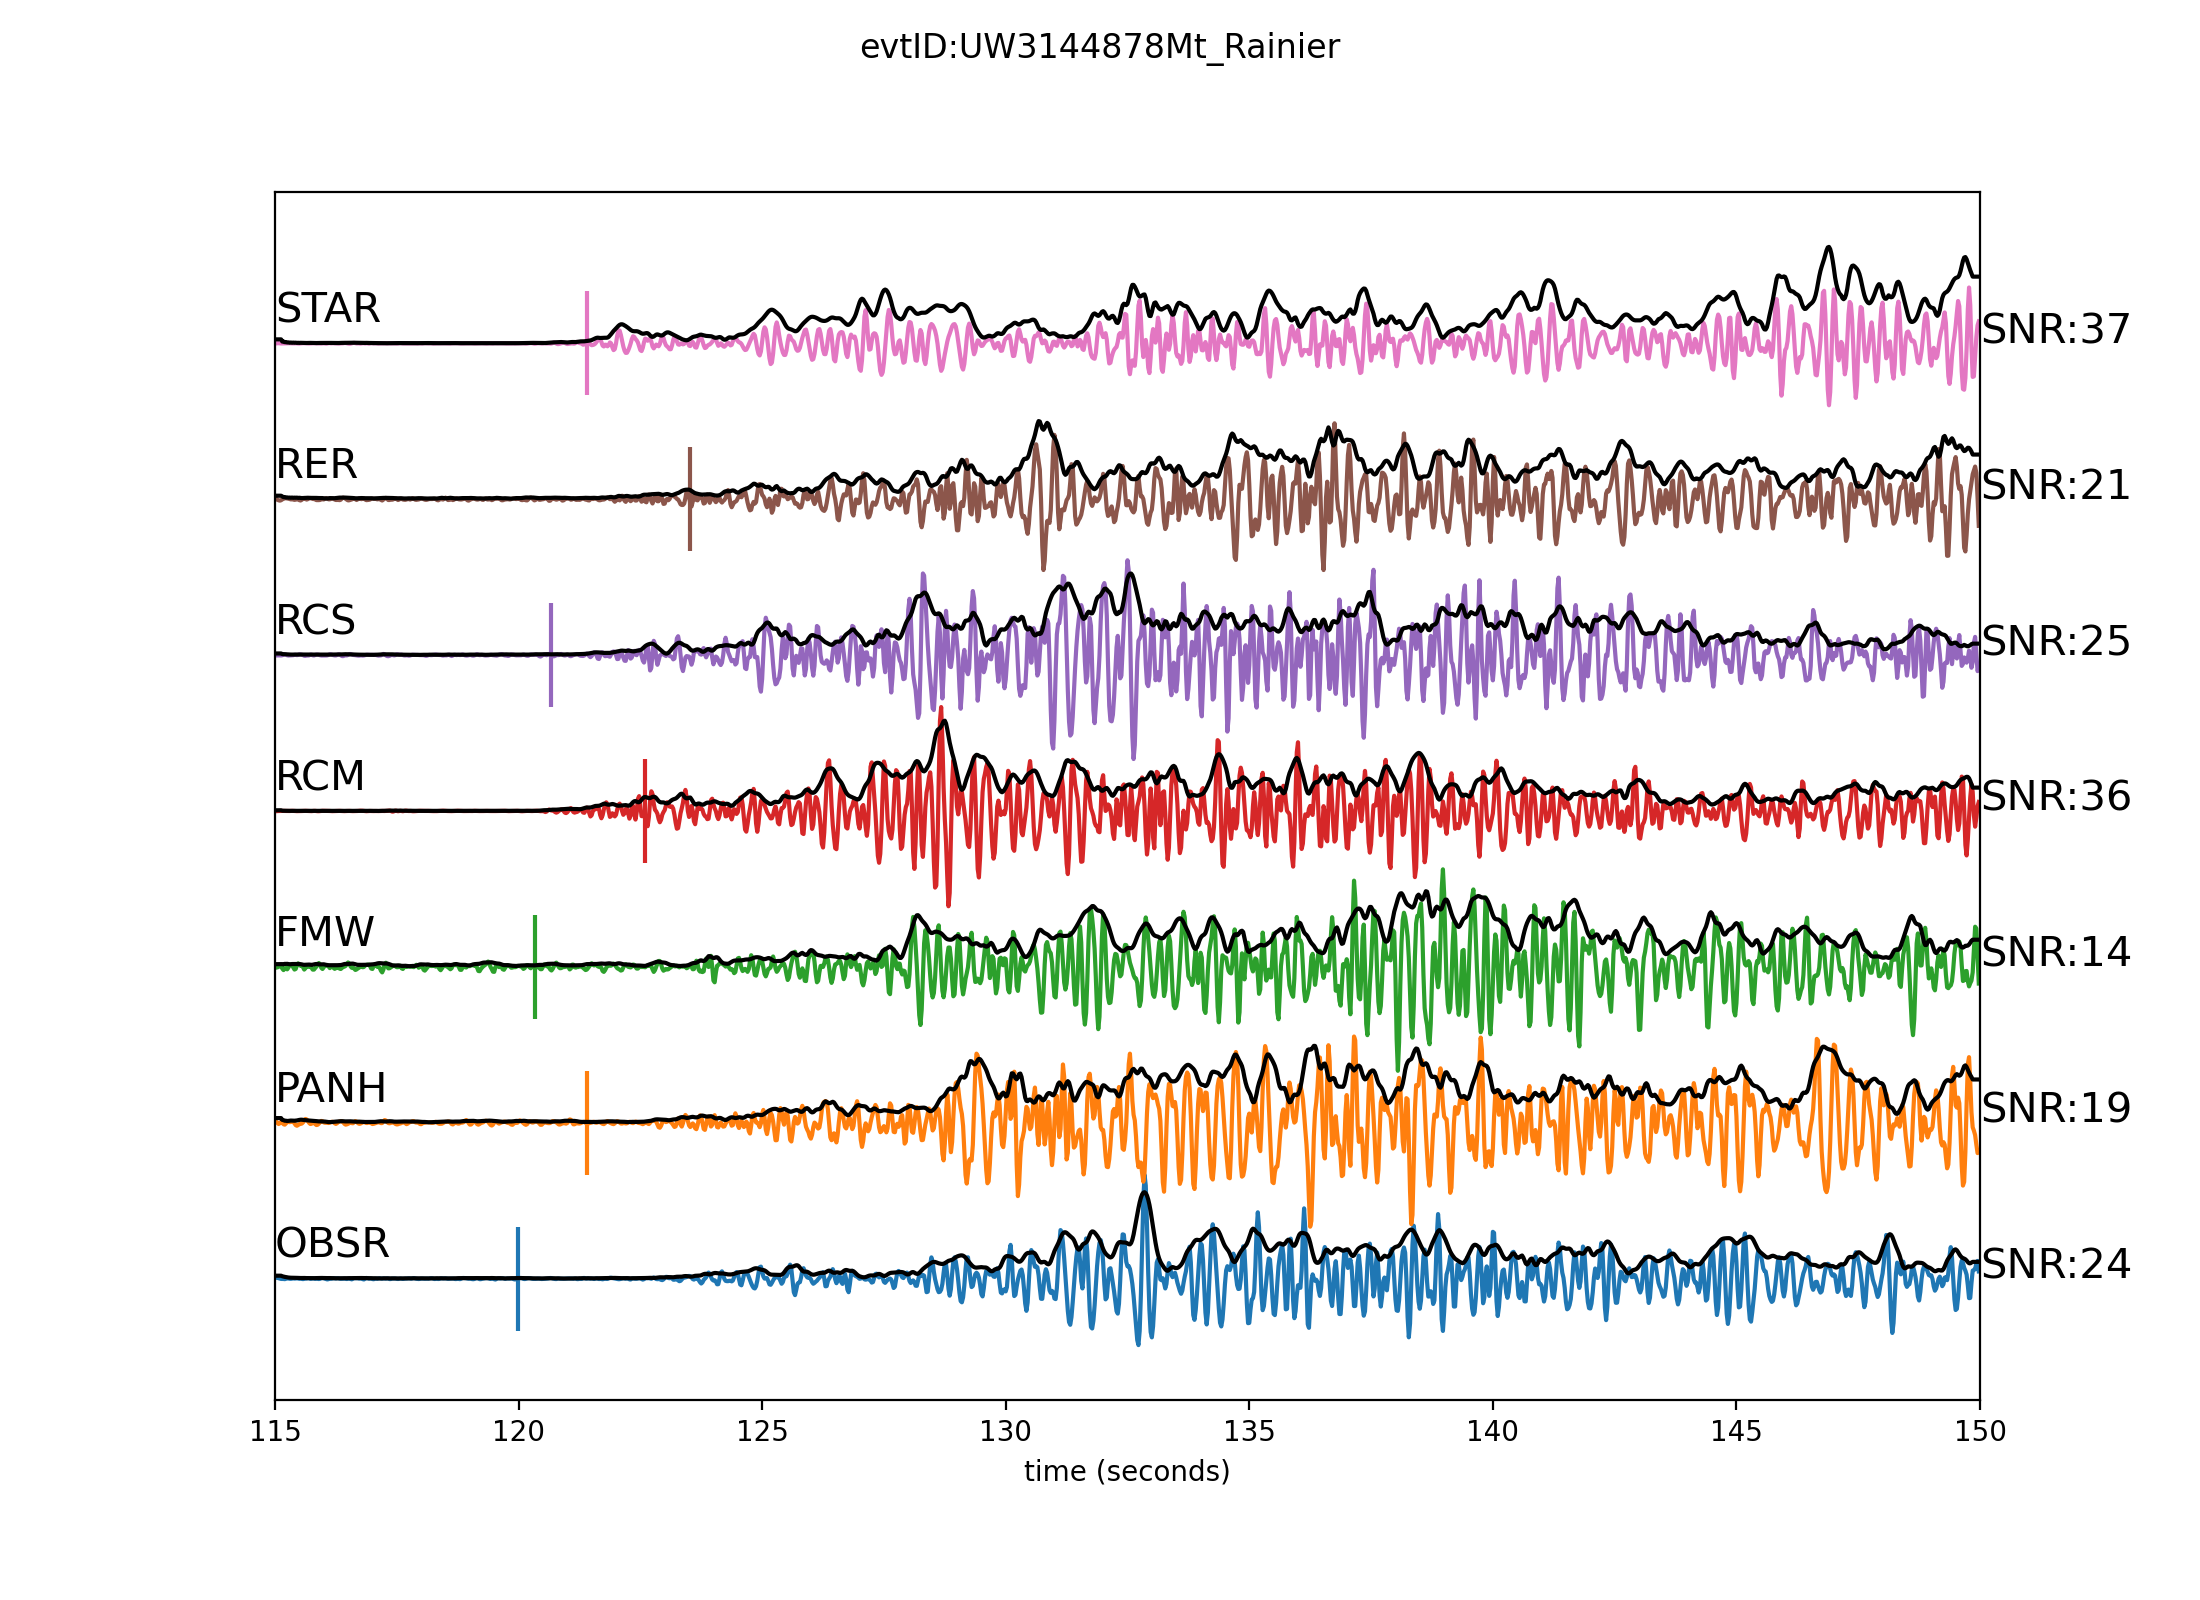 evtID:UW3144878Mt_Rainier
STAR SNR:37
RER SNR:21
RCS SNR:25
RCM SNR:36
FMW SNR:14
PANH SNR:19
OBSR SNR:24
115 120 125 130 135 140 145 150
time (seconds)